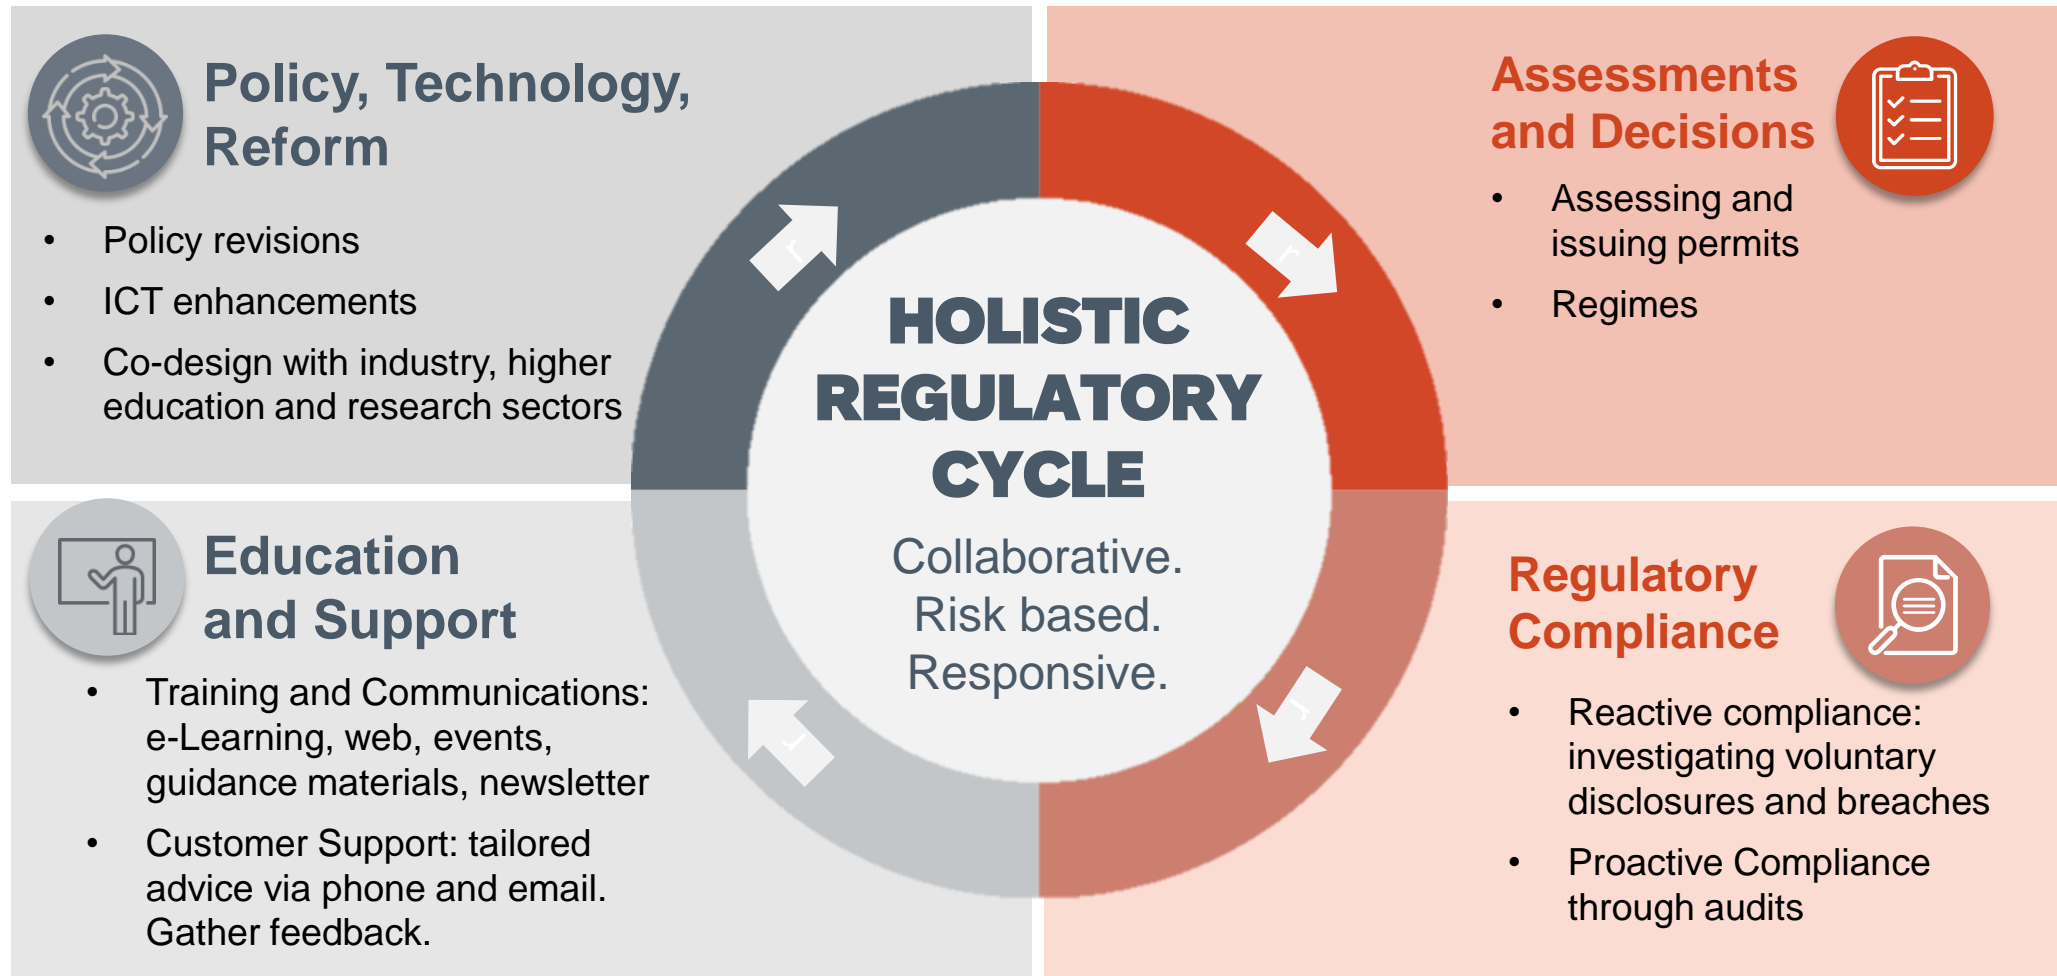 Policy, Technology,
Reform
• Policy revisions
• ICT enhancements
• Co-design with industry, higher
education and research sectors
Assessments
and Decisions
• Assessing and
issuing permits
• Regimes
r
r
HOLISTIC
REGULATORY
CYCLE
Collaborative.
Risk based.
Responsive.
r
r
Education
and Support
• Training and Communications:
e-Learning, web, events,
guidance materials, newsletter
• Customer Support: tailored
advice via phone and email.
Gather feedback.
Regulatory
Compliance
• Reactive compliance:
investigating voluntary
disclosures and breaches
• Proactive Compliance
through audits